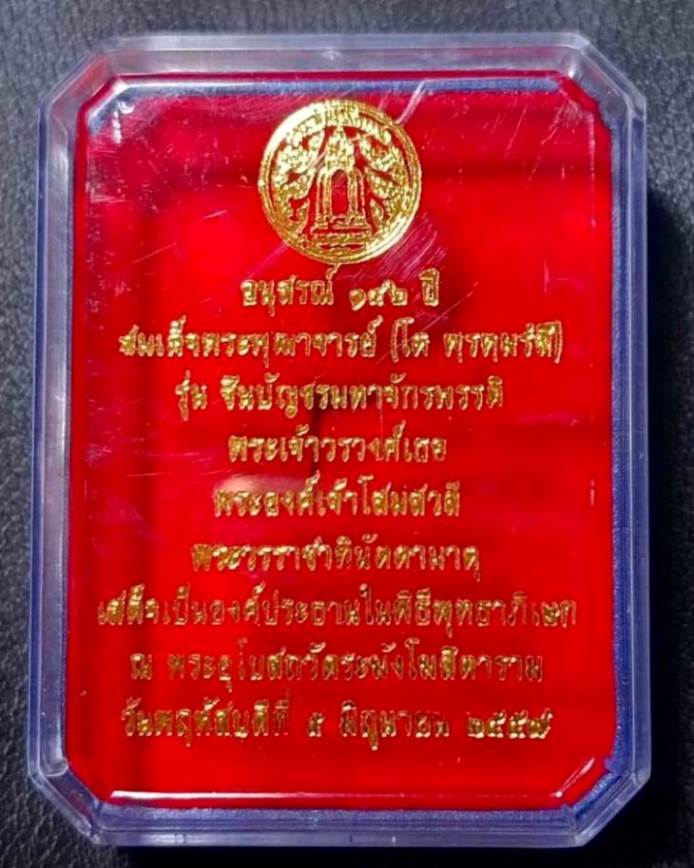 อนุสรณ์ ๑๔๒ ปี
สมเด็จพระพุฒาจารย์ (โต พฺรหฺมรํสี)
รุ่น ชินบัญชรมหาจักรพรรดิ
พระเจ้าวรวงศ์เธอ
พระองค์เจ้าโสมสวลี
พระวรราชาทินัดดามาตุ
เสด็จเป็นองค์ประธานในพิธีพุทธาภิเษก
ณ พระอุโบสถวัดระฆังโฆสิตาราม
วันพฤหัสบดีที่ ๕ มิถุนายน ๒๕๕๗